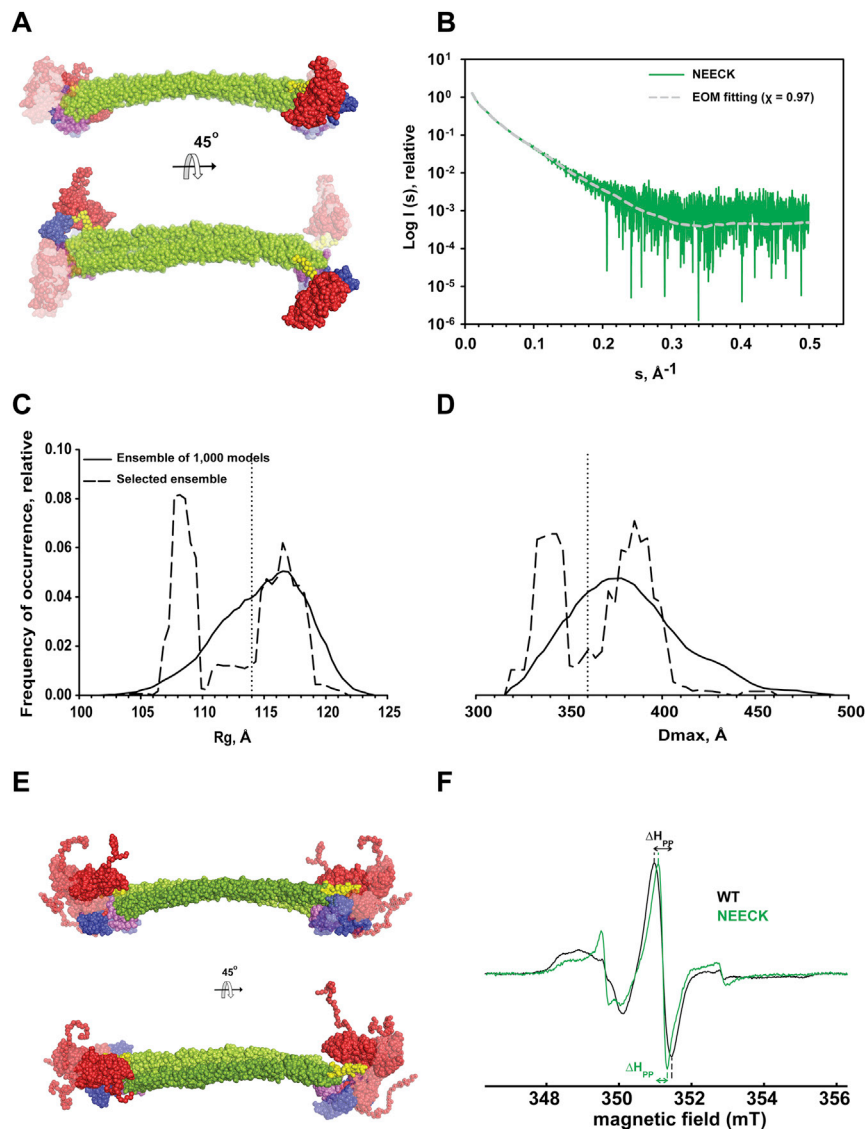 A
45°
B
Log I (s), relative
10¹
10⁰
10⁻¹
10⁻²
10⁻³
10⁻⁴
10⁻⁵
10⁻⁶
NEECK
EOM fitting (χ = 0.97)
0.0 0.1 0.2 0.3 0.4 0.5
s, Å⁻¹
C
Frequency of occurrence, relative
0.10
0.08
0.06
0.04
0.02
0.00
Ensemble of 1,000 models
Selected ensemble
100 105 110 115 120 125
Rg, Å
D
300 350 400 450 500
Dmax, Å
E
45°
F
ΔHPP
WT
NEECK
ΔHPP
348 350 352 354 356
magnetic field (mT)